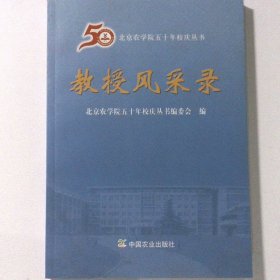 50 北京农学院五十年校庆丛书
教授风采录
北京农学院五十年校庆丛书编委会 编
中国农业出版社